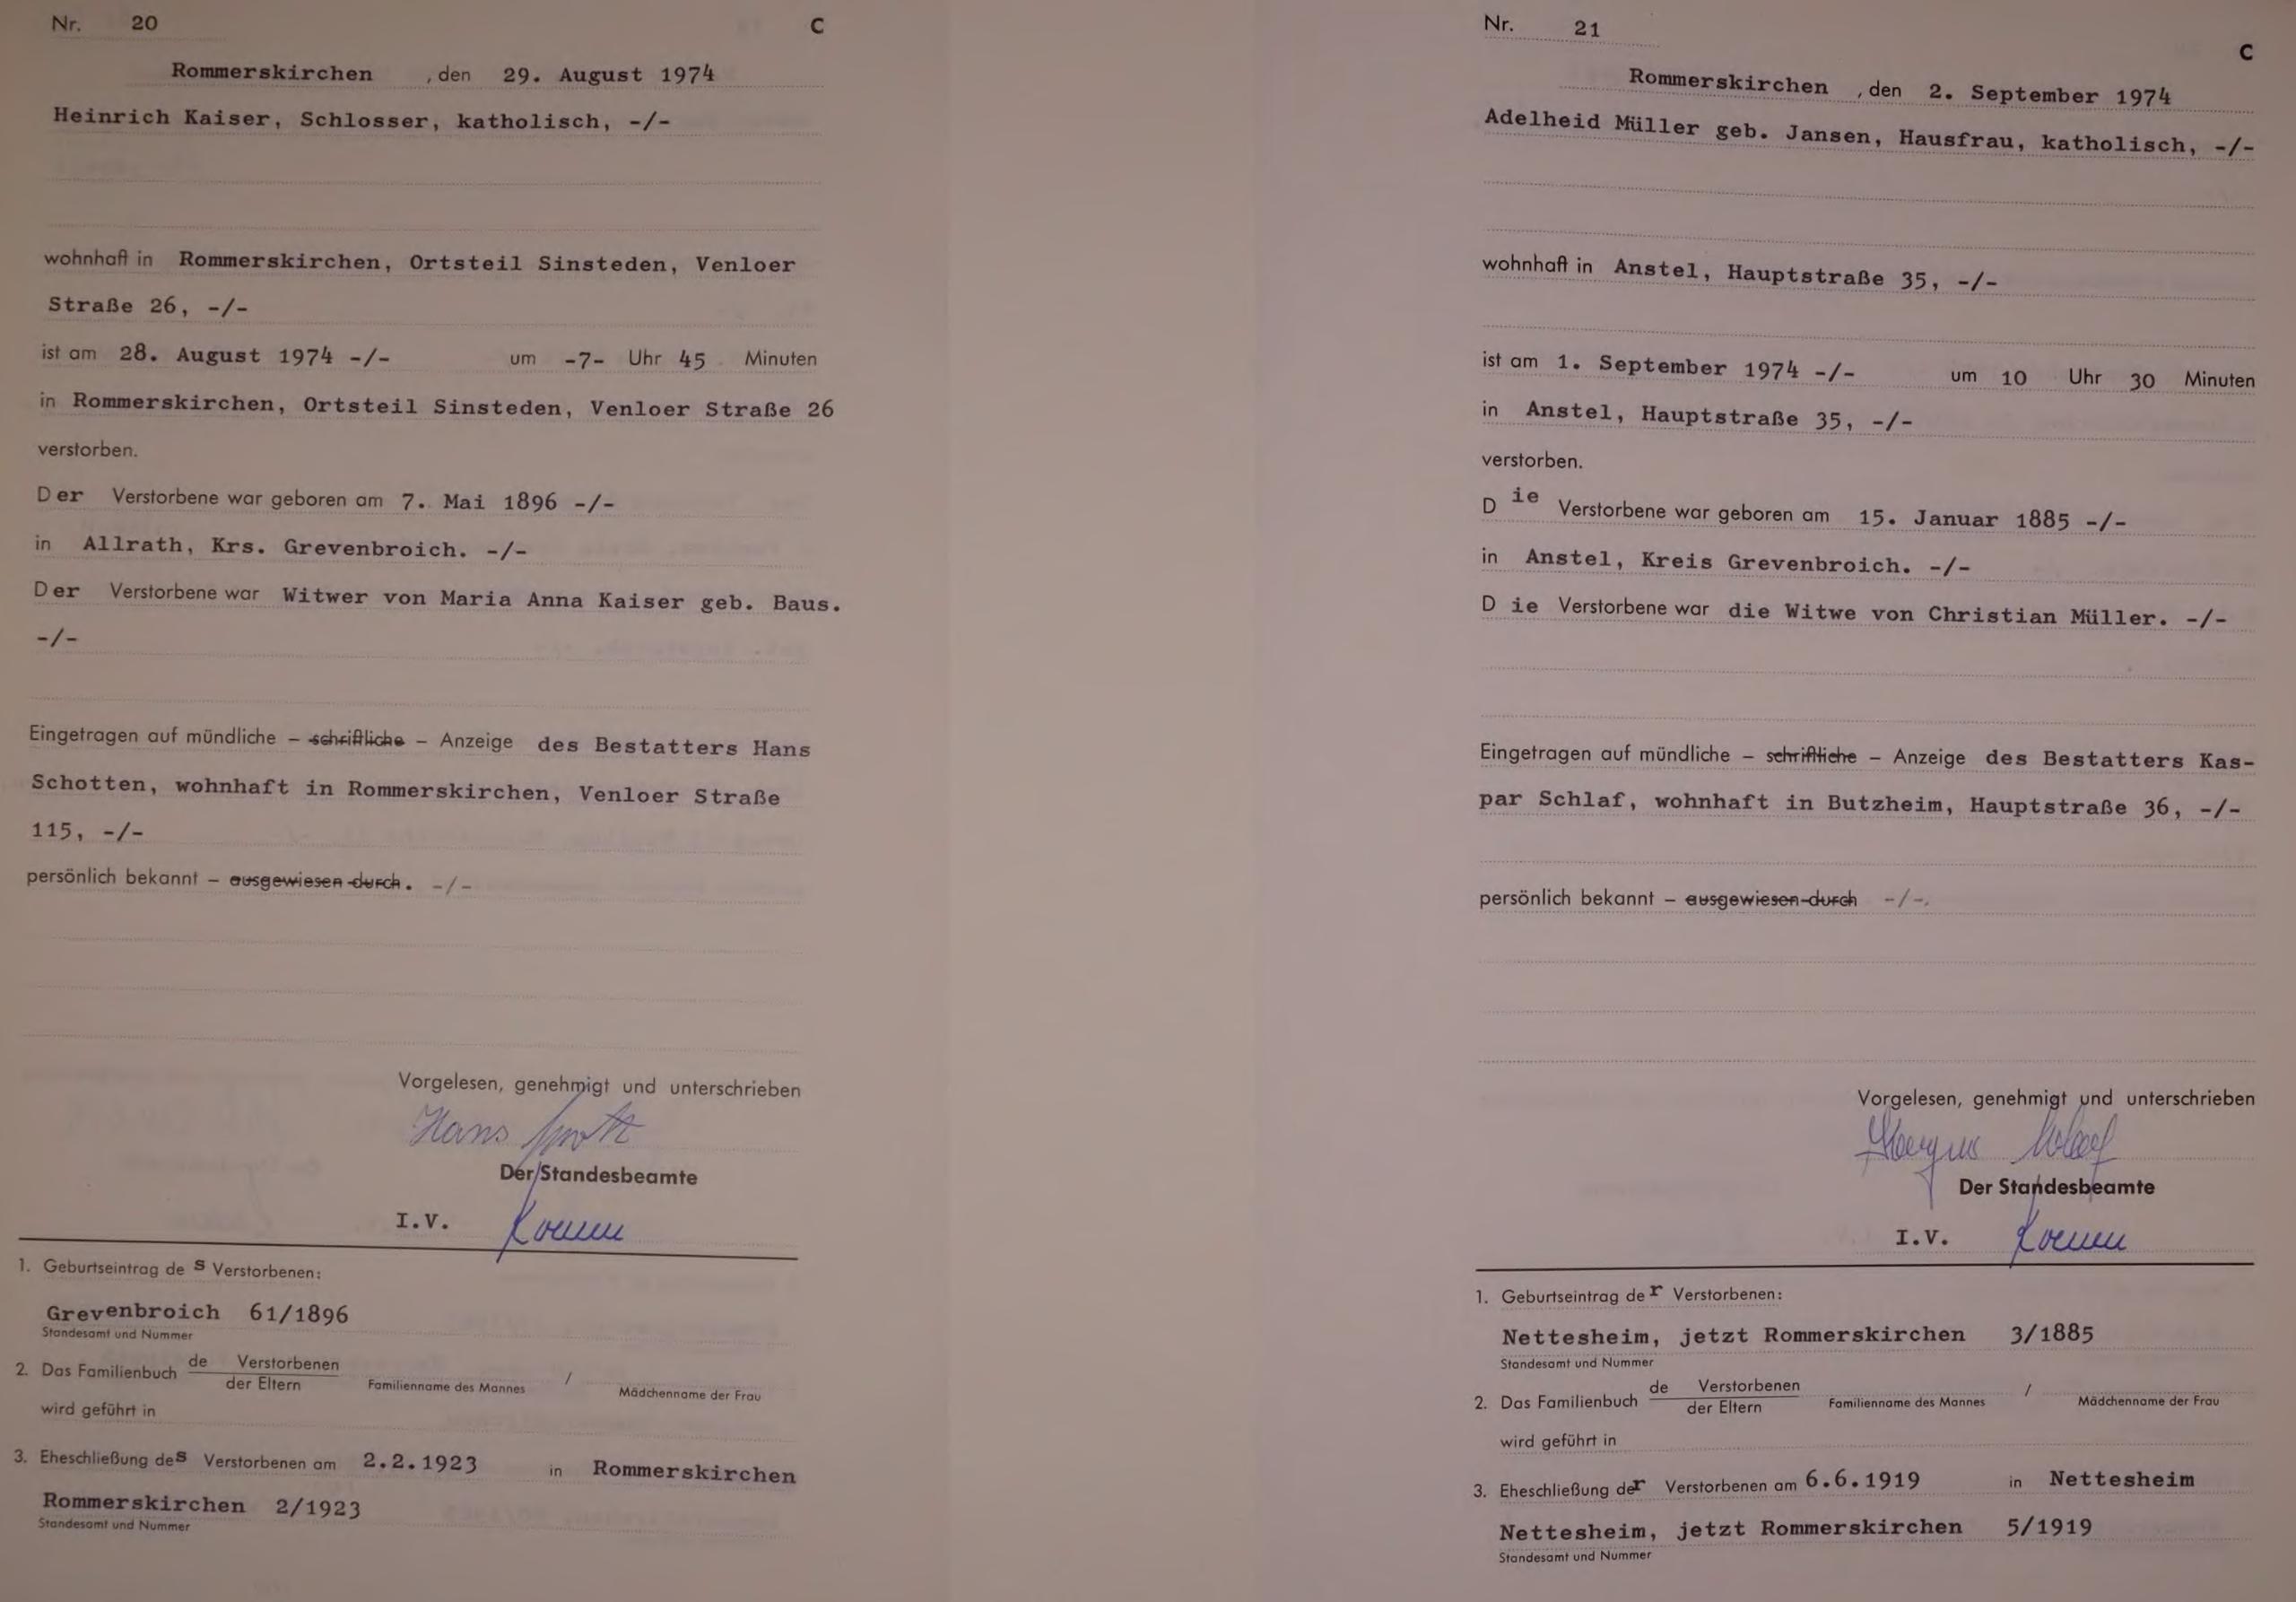 Nr. 20 C
Rommerskirchen , den 29. August 1974
Heinrich Kaiser, Schlosser, katholisch, -/-
wohnhaft in Rommerskirchen, Ortsteil Sinsteden, Venloer
Straße 26, -/-
ist am 28. August 1974 -/- um -7- Uhr 45 Minuten
in Rommerskirchen, Ortsteil Sinsteden, Venloer Straße 26
verstorben.
Der Verstorbene war geboren am 7. Mai 1896 -/-
in Allrath, Krs. Grevenbroich. -/-
Der Verstorbene war Witwer von Maria Anna Kaiser geb. Baus.
-/-
Eingetragen auf mündliche – schriftliche – Anzeige des Bestatters Hans
Schotten, wohnhaft in Rommerskirchen, Venloer Straße
115, -/-
persönlich bekannt – ausgewiesen durch. -/-
Vorgelesen, genehmigt und unterschrieben
Hans
Der Standesbeamte
I.V.
1. Geburtseintrag des Verstorbenen:
Grevenbroich 61/1896
Standesamt und Nummer
2. Das Familienbuch de Verstorbenen
der Eltern Familienname des Mannes / Mädchenname der Frau
wird geführt in
3. Eheschließung des Verstorbenen am 2.2.1923 in Rommerskirchen
Rommerskirchen 2/1923
Standesamt und Nummer
Nr. 21 C
Rommerskirchen , den 2. September 1974
Adelheid Müller geb. Jansen, Hausfrau, katholisch, -/-
wohnhaft in Anstel, Hauptstraße 35, -/-
ist am 1. September 1974 -/- um 10 Uhr 30 Minuten
in Anstel, Hauptstraße 35, -/-
verstorben.
Die Verstorbene war geboren am 15. Januar 1885 -/-
in Anstel, Kreis Grevenbroich. -/-
Die Verstorbene war die Witwe von Christian Müller. -/-
Eingetragen auf mündliche – schriftliche – Anzeige des Bestatters Kas-
par Schlaf, wohnhaft in Butzheim, Hauptstraße 36, -/-
persönlich bekannt – ausgewiesen durch -/-.
Vorgelesen, genehmigt und unterschrieben
Der Standesbeamte
I.V.
1. Geburtseintrag der Verstorbenen:
Nettesheim, jetzt Rommerskirchen 3/1885
Standesamt und Nummer
2. Das Familienbuch de Verstorbenen
der Eltern Familienname des Mannes / Mädchenname der Frau
wird geführt in
3. Eheschließung der Verstorbenen am 6.6.1919 in Nettesheim
Nettesheim, jetzt Rommerskirchen 5/1919
Standesamt und Nummer